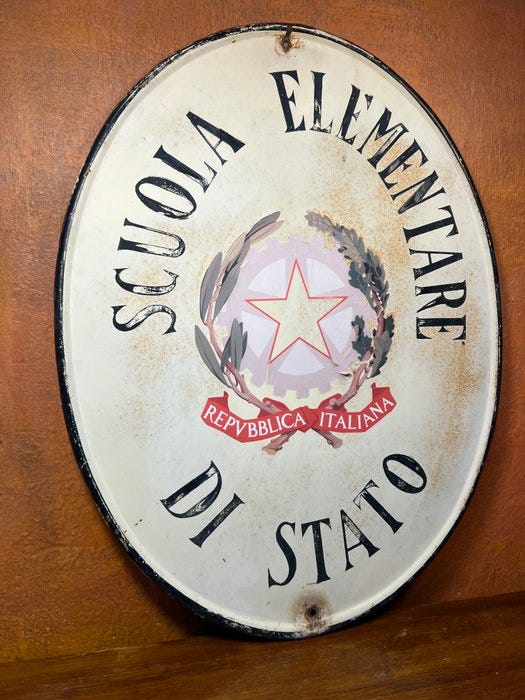 SCUOLA ELEMENTARE
REPVBBLICA ITALIANA
DI STATO